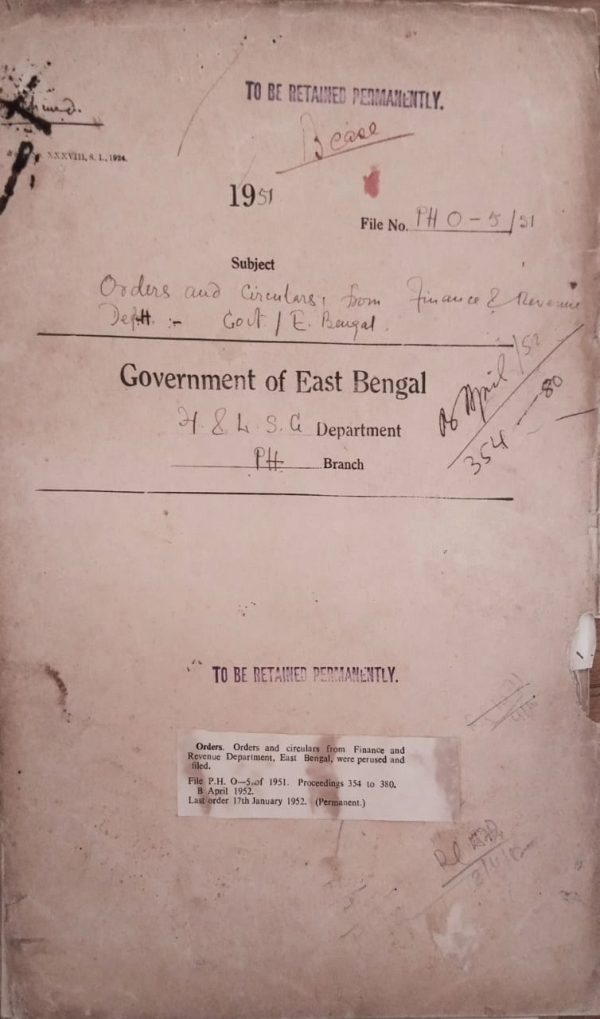 TO BE RETAINED PERMANENTLY.
B case
XXXVIII, S. I., 1924.
1951
File No. PH O-5/51
Subject
Orders and Circulars, from Finance & Revenue
Deptt. :- Govt / E. Bengal.
Government of East Bengal
H & L. S. G Department
PH Branch
B April /52
354-80
TO BE RETAINED PERMANENTLY.
Orders. Orders and circulars from Finance and
Revenue Department, East Bengal, were perused and
filed.
File P.H. O—5 of 1951. Proceedings 354 to 380.
B April 1952.
Last order 17th January 1952. (Permanent.)